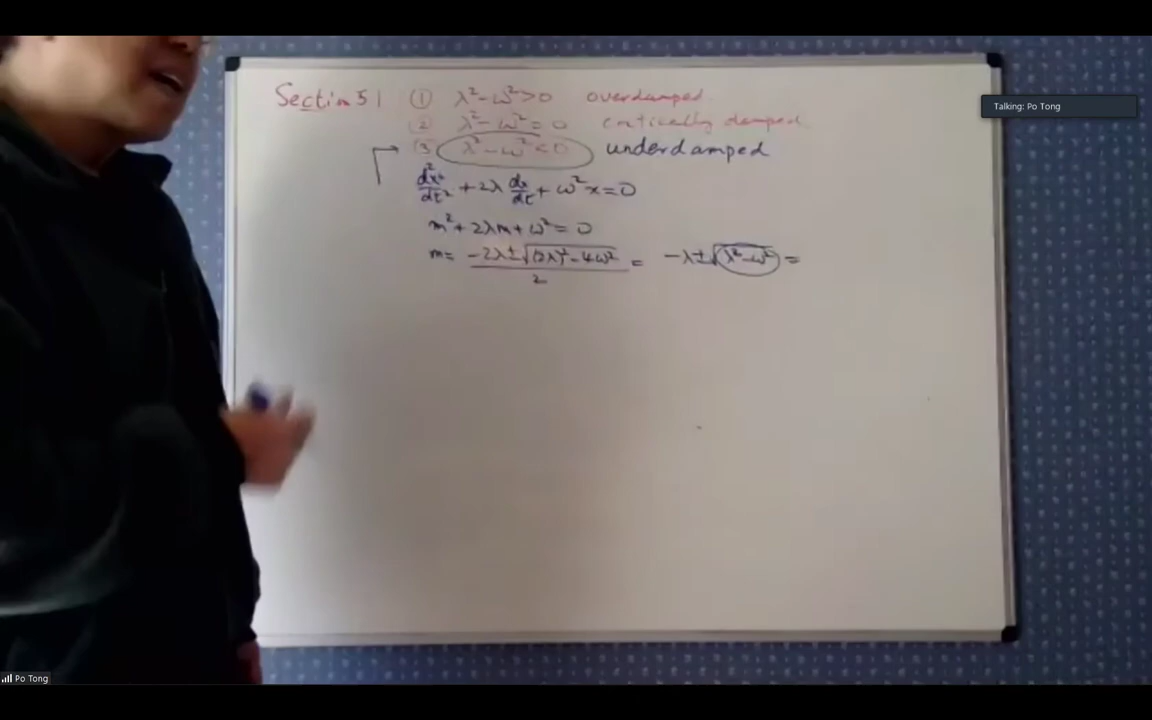 Section 5 | ① λ² - ω² > 0 overdamped
② λ² - ω² = 0 critically damped
③ λ² - ω² < 0 underdamped
d²x/dt² + 2λ dx/dt + ω²x = 0
m² + 2λm + ω² = 0
m = (-2λ ± √((2λ)² - 4ω²)) / 2 = -λ ± √(λ² - ω²) =
Talking: Po Tong
Po Tong